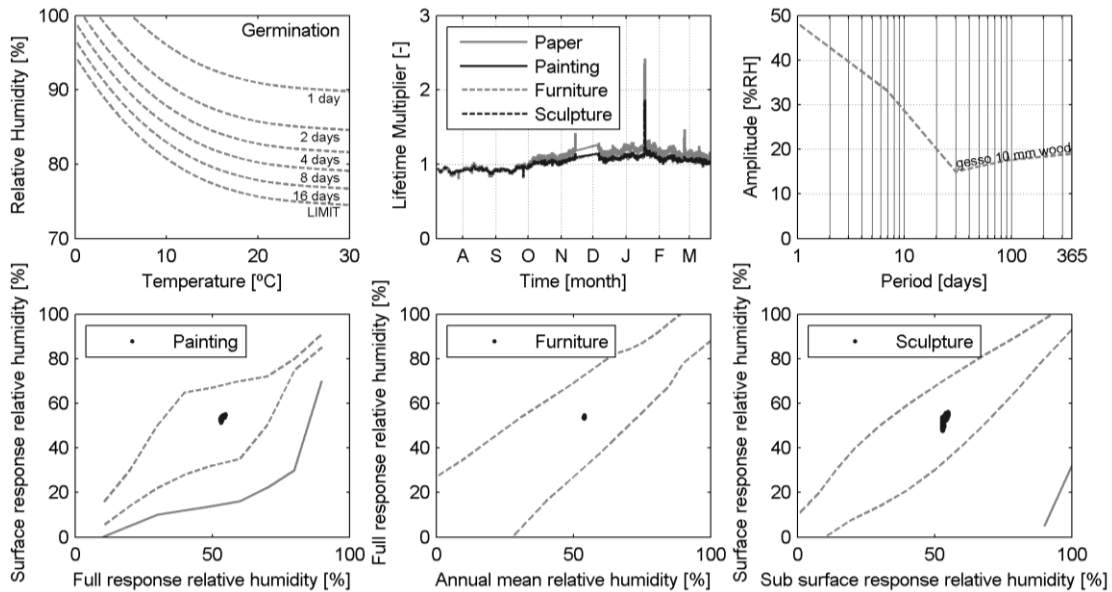 Germination
1 day
2 days
4 days
8 days
16 days
LIMIT
100
90
80
70
0
10
20
30
Relative Humidity [%]
Temperature [ºC]
Paper
Painting
Furniture
Sculpture
3
2
1
0
A S O N D J F M
Lifetime Multiplier [-]
Time [month]
50
40
30
20
10
0
gesso 10 mm wood
1
10
100
365
Amplitude [%RH]
Period [days]
Painting
100
80
60
40
20
0
0
50
100
Surface response relative humidity [%]
Full response relative humidity [%]
Furniture
100
80
60
40
20
0
0
50
100
Full response relative humidity [%]
Annual mean relative humidity [%]
Sculpture
100
80
60
40
20
0
0
50
100
Surface response relative humidity [%]
Sub surface response relative humidity [%]